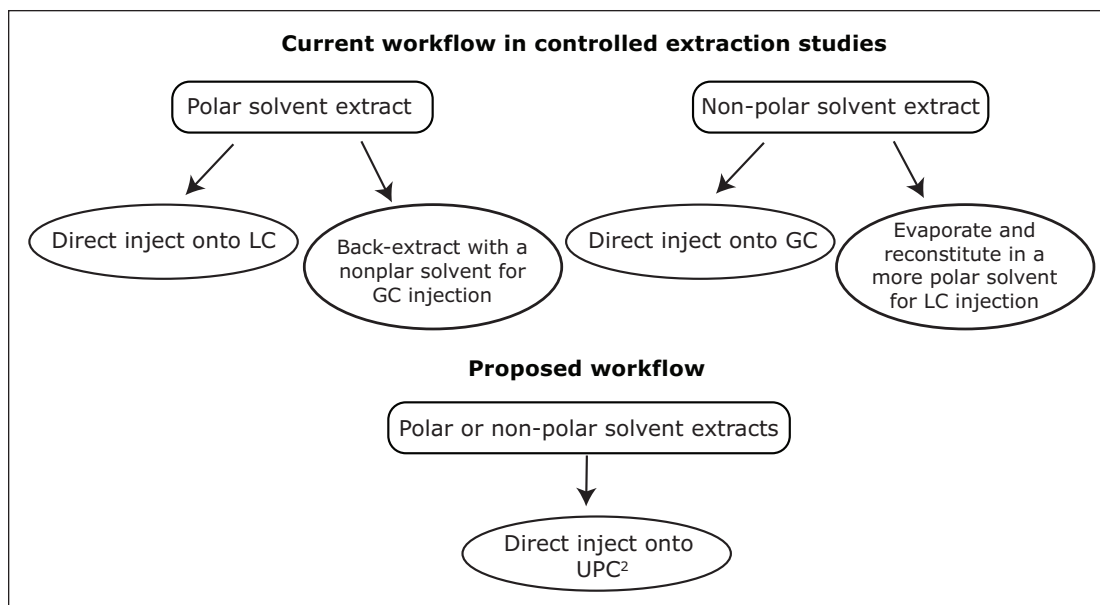 Current workflow in controlled extraction studies
Polar solvent extract
Non-polar solvent extract
Direct inject onto LC
Back-extract with a
nonplar solvent for
GC injection
Direct inject onto GC
Evaporate and
reconstitute in a
more polar solvent
for LC injection
Proposed workflow
Polar or non-polar solvent extracts
Direct inject onto
UPC²